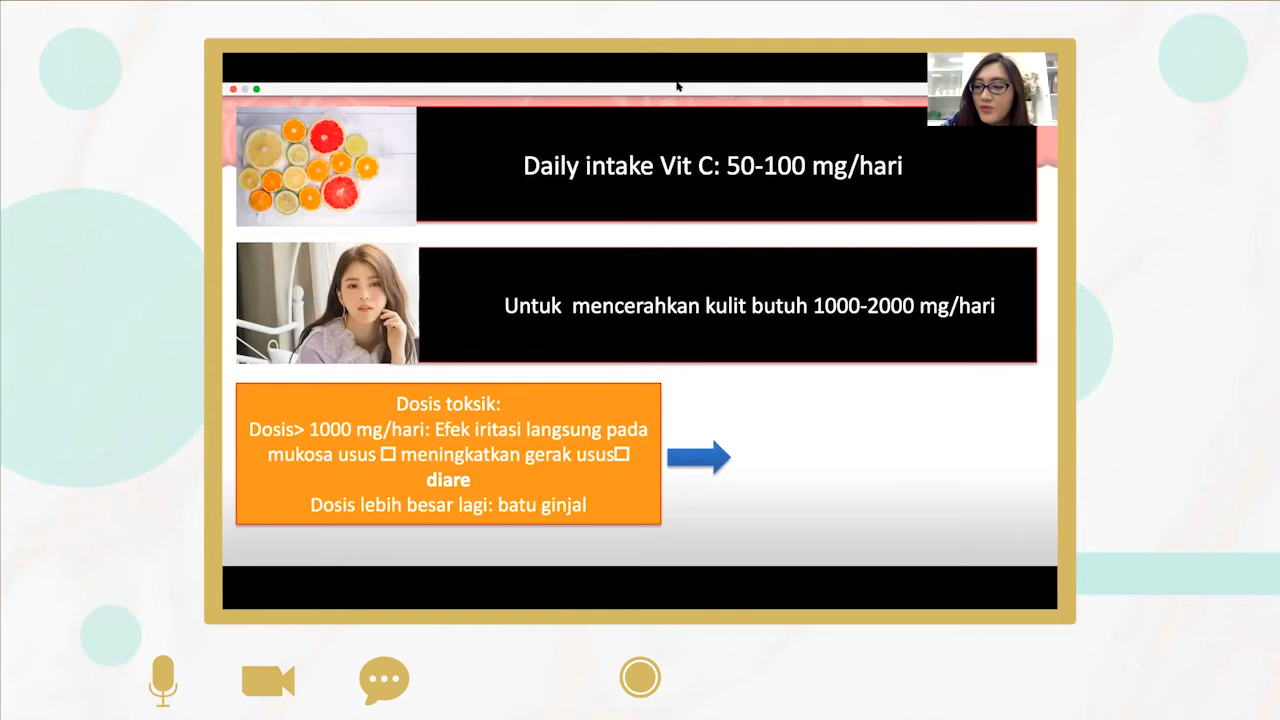 Daily intake Vit C: 50-100 mg/hari
Untuk mencerahkan kulit butuh 1000-2000 mg/hari
Dosis toksik:
Dosis> 1000 mg/hari: Efek iritasi langsung pada
mukosa usus □ meningkatkan gerak usus□
diare
Dosis lebih besar lagi: batu ginjal